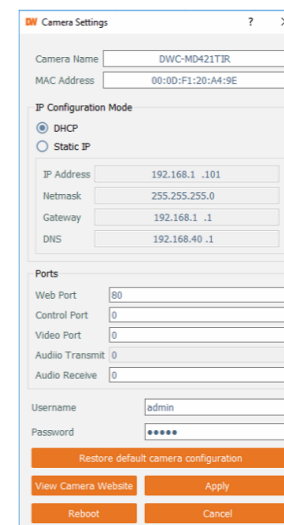 DW Camera Settings ?
Camera Name DWC-MD421TIR
MAC Address 00:0D:F1:20:A4:9E
IP Configuration Mode
DHCP
Static IP
IP Address 192.168.1 .101
Netmask 255.255.255.0
Gateway 192.168.1 .1
DNS 192.168.40 .1
Ports
Web Port 80
Control Port 0
Video Port 0
Audiio Transmit 0
Audio Receive 0
Username admin
Password •••••
Restore default camera configuration
View Camera Website Apply
Reboot Cancel